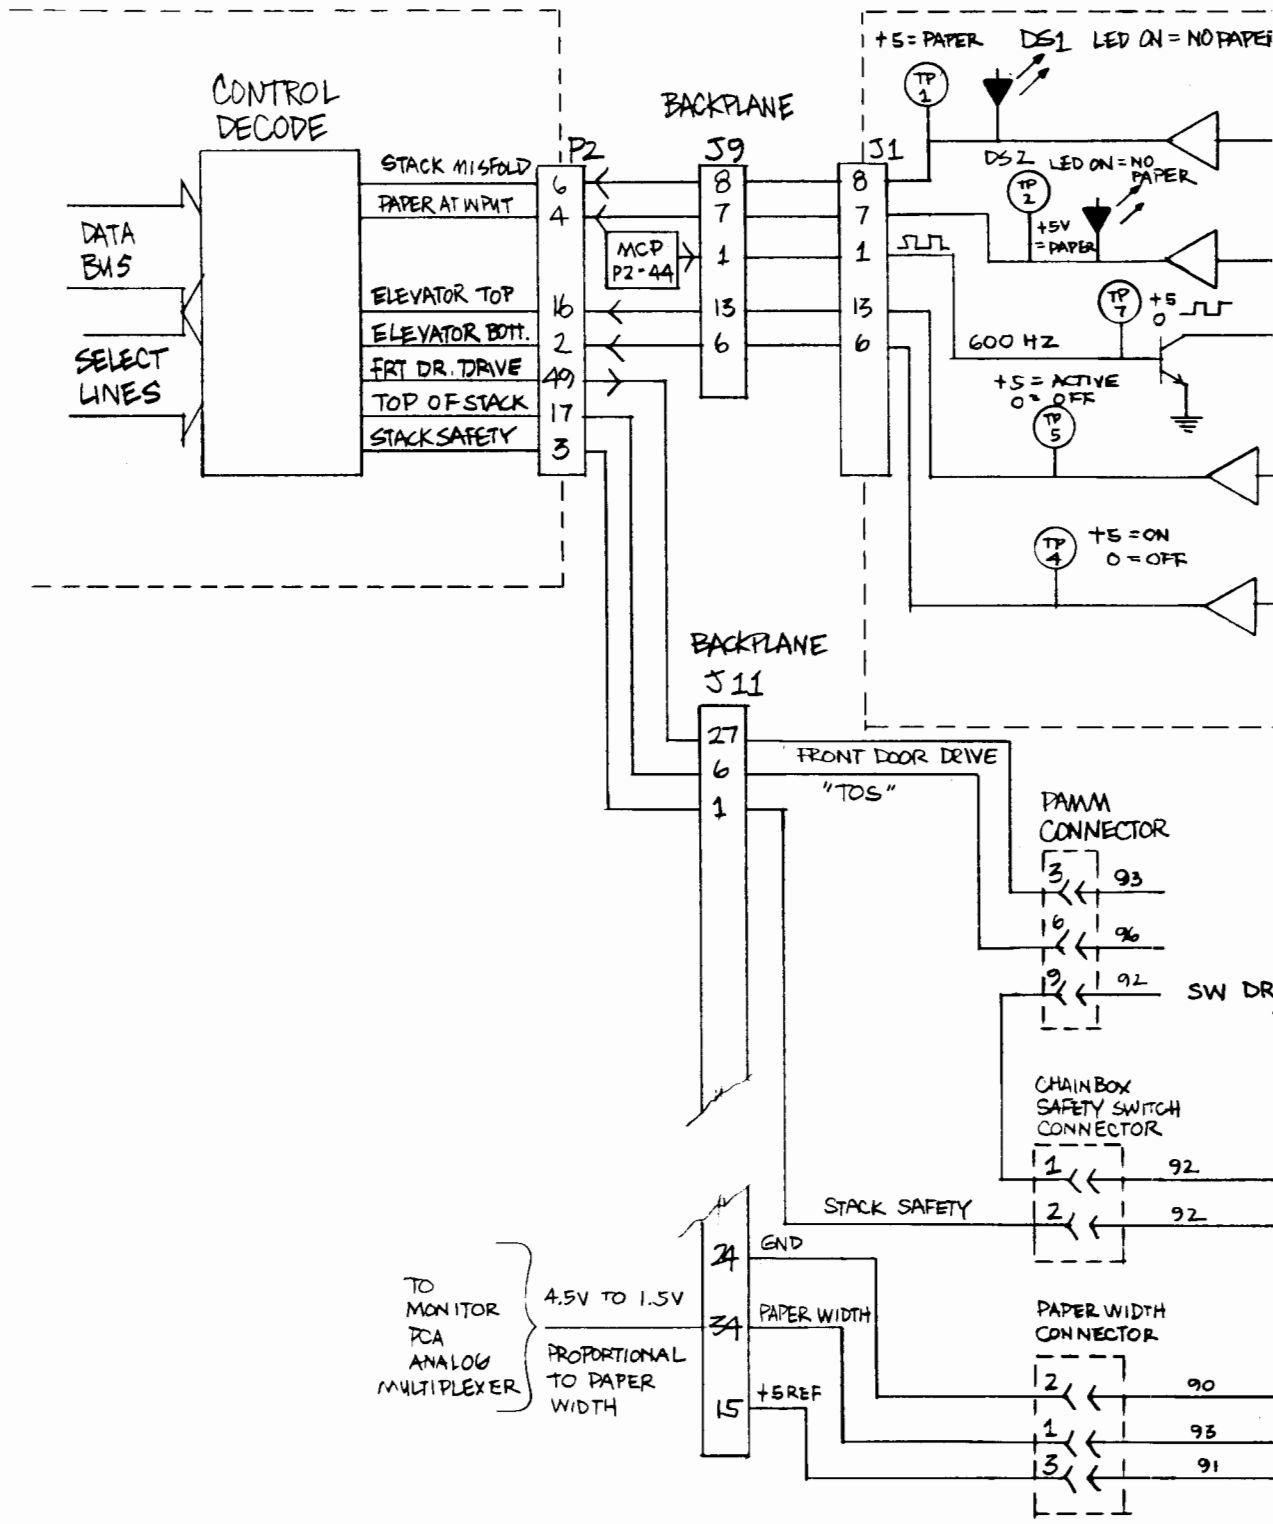 +5 = PAPER DS1 LED ON = NO PAPER
TP 1
CONTROL
DECODE
BACKPLANE
P2
J9
J1
DS2 LED ON = NO
PAPER
TP 2
+5V
= PAPER
STACK MISFOLD 6 8 8
PAPER AT INPUT 4 7 7
DATA
BUS
MCP
P2-44
1 1
ELEVATOR TOP 16 13 13
TP 7
+5
0
ELEVATOR BOTT. 2 6 6
600 HZ
SELECT
LINES
FRT DR. DRIVE 49
TOP OF STACK 17
STACK SAFETY 3
+5 = ACTIVE
0 = OFF
TP 5
TP 4
+5 = ON
0 = OFF
BACKPLANE
J11
27
FRONT DOOR DRIVE
6
"TOS"
1
PAMM
CONNECTOR
3 93
6 96
9 92 SW DR
CHAINBOX
SAFETY SWITCH
CONNECTOR
1 92
STACK SAFETY 2 92
24 GND
TO
MONITOR
PCA
ANALOG
MULTIPLEXER
4.5V TO 1.5V
34 PAPER WIDTH
PROPORTIONAL
TO PAPER
WIDTH
15 +5REF
PAPER WIDTH
CONNECTOR
2 90
1 93
3 91